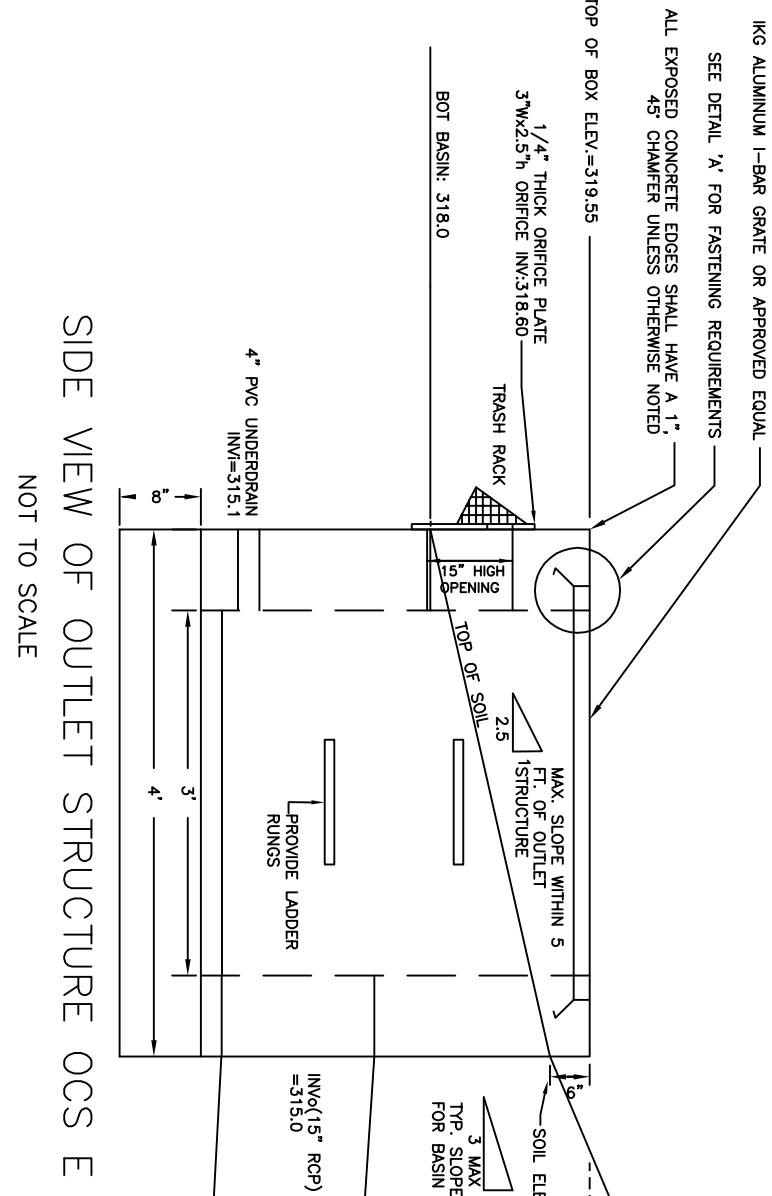 IKG ALUMINUM I-BAR GRATE OR APPROVED EQUAL
SEE DETAIL 'A' FOR FASTENING REQUIREMENTS
ALL EXPOSED CONCRETE EDGES SHALL HAVE A 1",
45° CHAMFER UNLESS OTHERWISE NOTED
TOP OF BOX ELEV.=319.55
1/4" THICK ORIFICE PLATE
3"Wx2.5"h ORIFICE INV:318.60
TRASH RACK
BOT BASIN: 318.0
15" HIGH
OPENING
TOP OF SOIL
2.5
1
MAX. SLOPE WITHIN 5
FT. OF OUTLET
STRUCTURE
6"
SOIL ELE
3 MAX
TYP. SLOPE
FOR BASIN
PROVIDE LADDER
RUNGS
INVo(15" RCP)
=315.0
4" PVC UNDERDRAIN
INVi=315.1
8"
3'
4'
SIDE VIEW OF OUTLET STRUCTURE OCS E
NOT TO SCALE